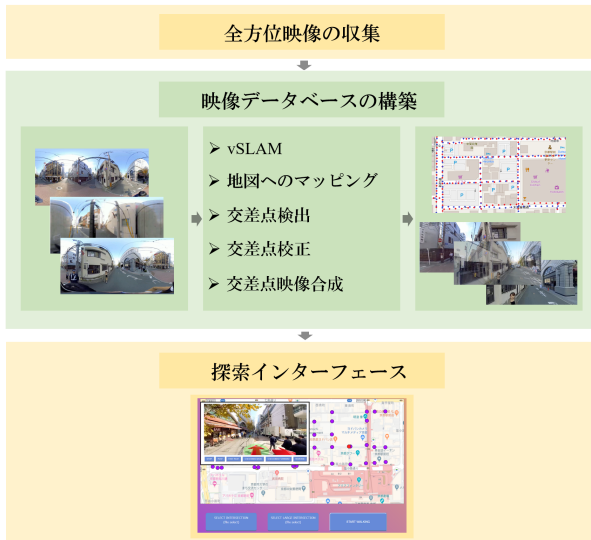 全方位映像の収集
映像データベースの構築
➢ vSLAM
➢ 地図へのマッピング
➢ 交差点検出
➢ 交差点校正
➢ 交差点映像合成
探索インターフェース
START WALKING